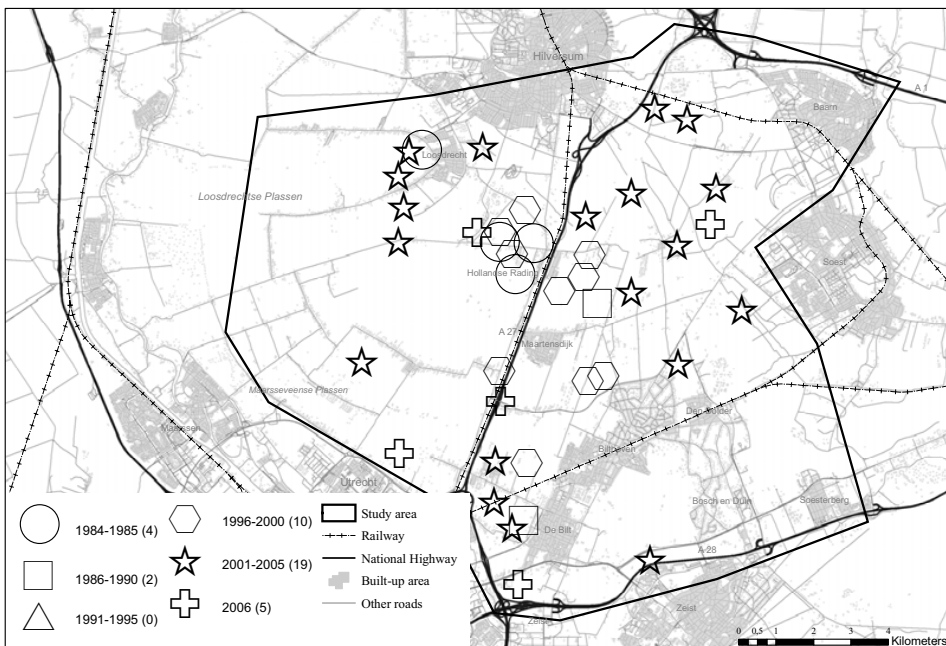 Hilversum
A 1
Baarn
Loosdrecht
Loosdrechtse Plassen
Soest
Hollandse Rading
A 27
Maartensdijk
Maarsseveense Plassen
Den Dolder
Maarssen
Bilthoven
Utrecht
Bosch en Duin
Soesterberg
De Bilt
A 28
Zeist
Zeist
1984-1985 (4)
1986-1990 (2)
1991-1995 (0)
1996-2000 (10)
2001-2005 (19)
2006 (5)
Study area
Railway
National Highway
Built-up area
Other roads
0 0,5 1 2 3 4
Kilometers